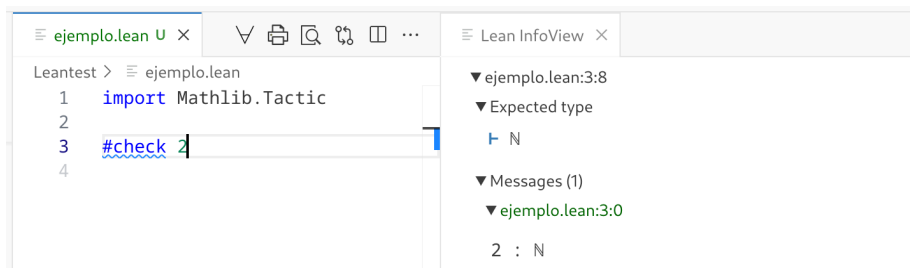 ejemplo.lean U
Leantest > ejemplo.lean
1 import Mathlib.Tactic
2
3 #check 2
4
Lean InfoView
▼ejemplo.lean:3:8
▼Expected type
⊢ ℕ
▼Messages (1)
▼ejemplo.lean:3:0
2 : ℕ